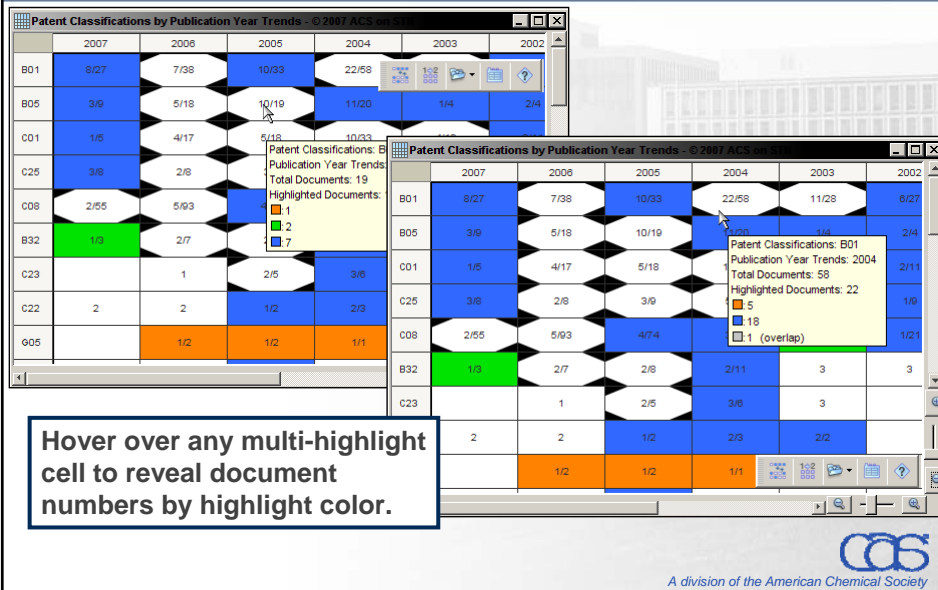 Patent Classifications by Publication Year Trends - © 2007 ACS on
2007 2006 2005 2004 2003 2002
B01 8/27 7/38 10/33 22/58
B05 3/9 5/18 10/19 11/20 1/4 2/4
C01 1/5 4/17 5/18 10/33
C25 3/8 2/8
C08 2/55 5/93
B32 1/3 2/7
C23 1 2/5 3/6
C22 2 2 1/2 2/3
G05 1/2 1/2 1/1
Patent Classifications: B
Publication Year Trends:
Total Documents: 19
Highlighted Documents:
: 1
: 2
: 7
Patent Classifications by Publication Year Trends - © 2007 ACS on
2007 2006 2005 2004 2003 2002
B01 8/27 7/38 10/33 22/58 11/28 6/27
B05 3/9 5/18 10/19 11/20 1/4 2/4
C01 1/5 4/17 5/18 2/11
C25 3/8 2/8 3/9 1/9
C08 2/55 5/93 4/74 1/21
B32 1/3 2/7 2/8 2/11 3 3
C23 1 2/5 3/6 3
2 2 1/2 2/3 2/2
1/2 1/2 1/1
Patent Classifications: B01
Publication Year Trends: 2004
Total Documents: 58
Highlighted Documents: 22
: 5
: 18
: 1 (overlap)
Hover over any multi-highlight
cell to reveal document
numbers by highlight color.
CAS
A division of the American Chemical Society